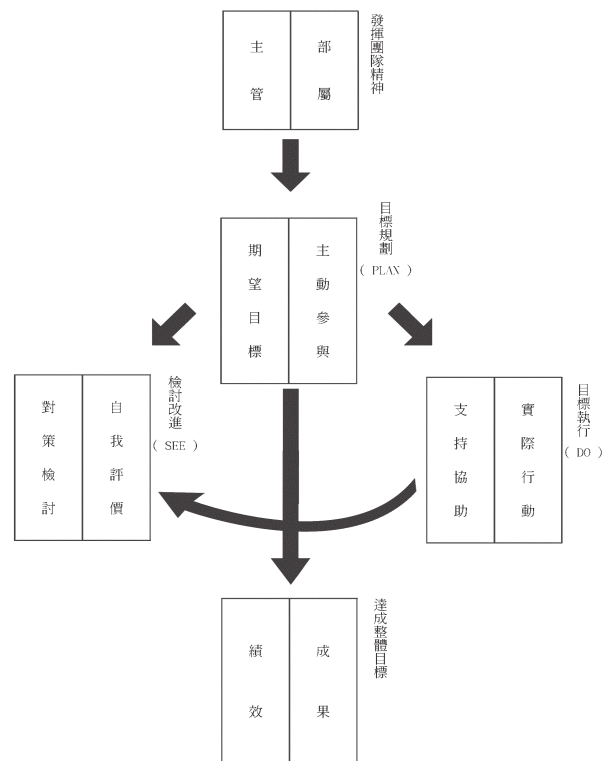 發揮團隊精神
部屬
主管
目標規劃
( PLAN )
主動參與
期望目標
目標執行
( DO )
實際行動
支持協助
檢討改進
( SEE )
自我評價
對策檢討
達成整體目標
成果
績效